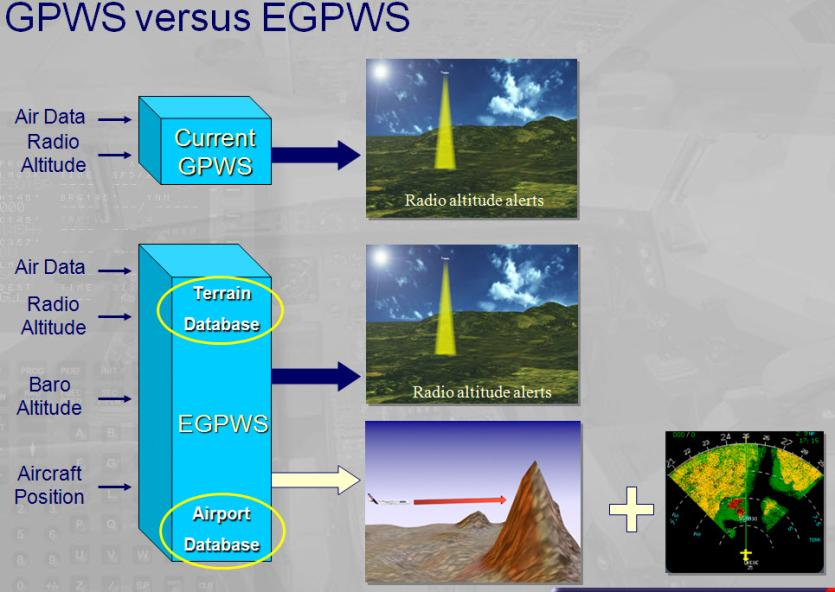 GPWS versus EGPWS
Air Data
Radio
Altitude
Current
GPWS
Radio altitude alerts
Air Data
Radio
Altitude
Baro
Altitude
Aircraft
Position
Terrain
Database
EGPWS
Airport
Database
Radio altitude alerts